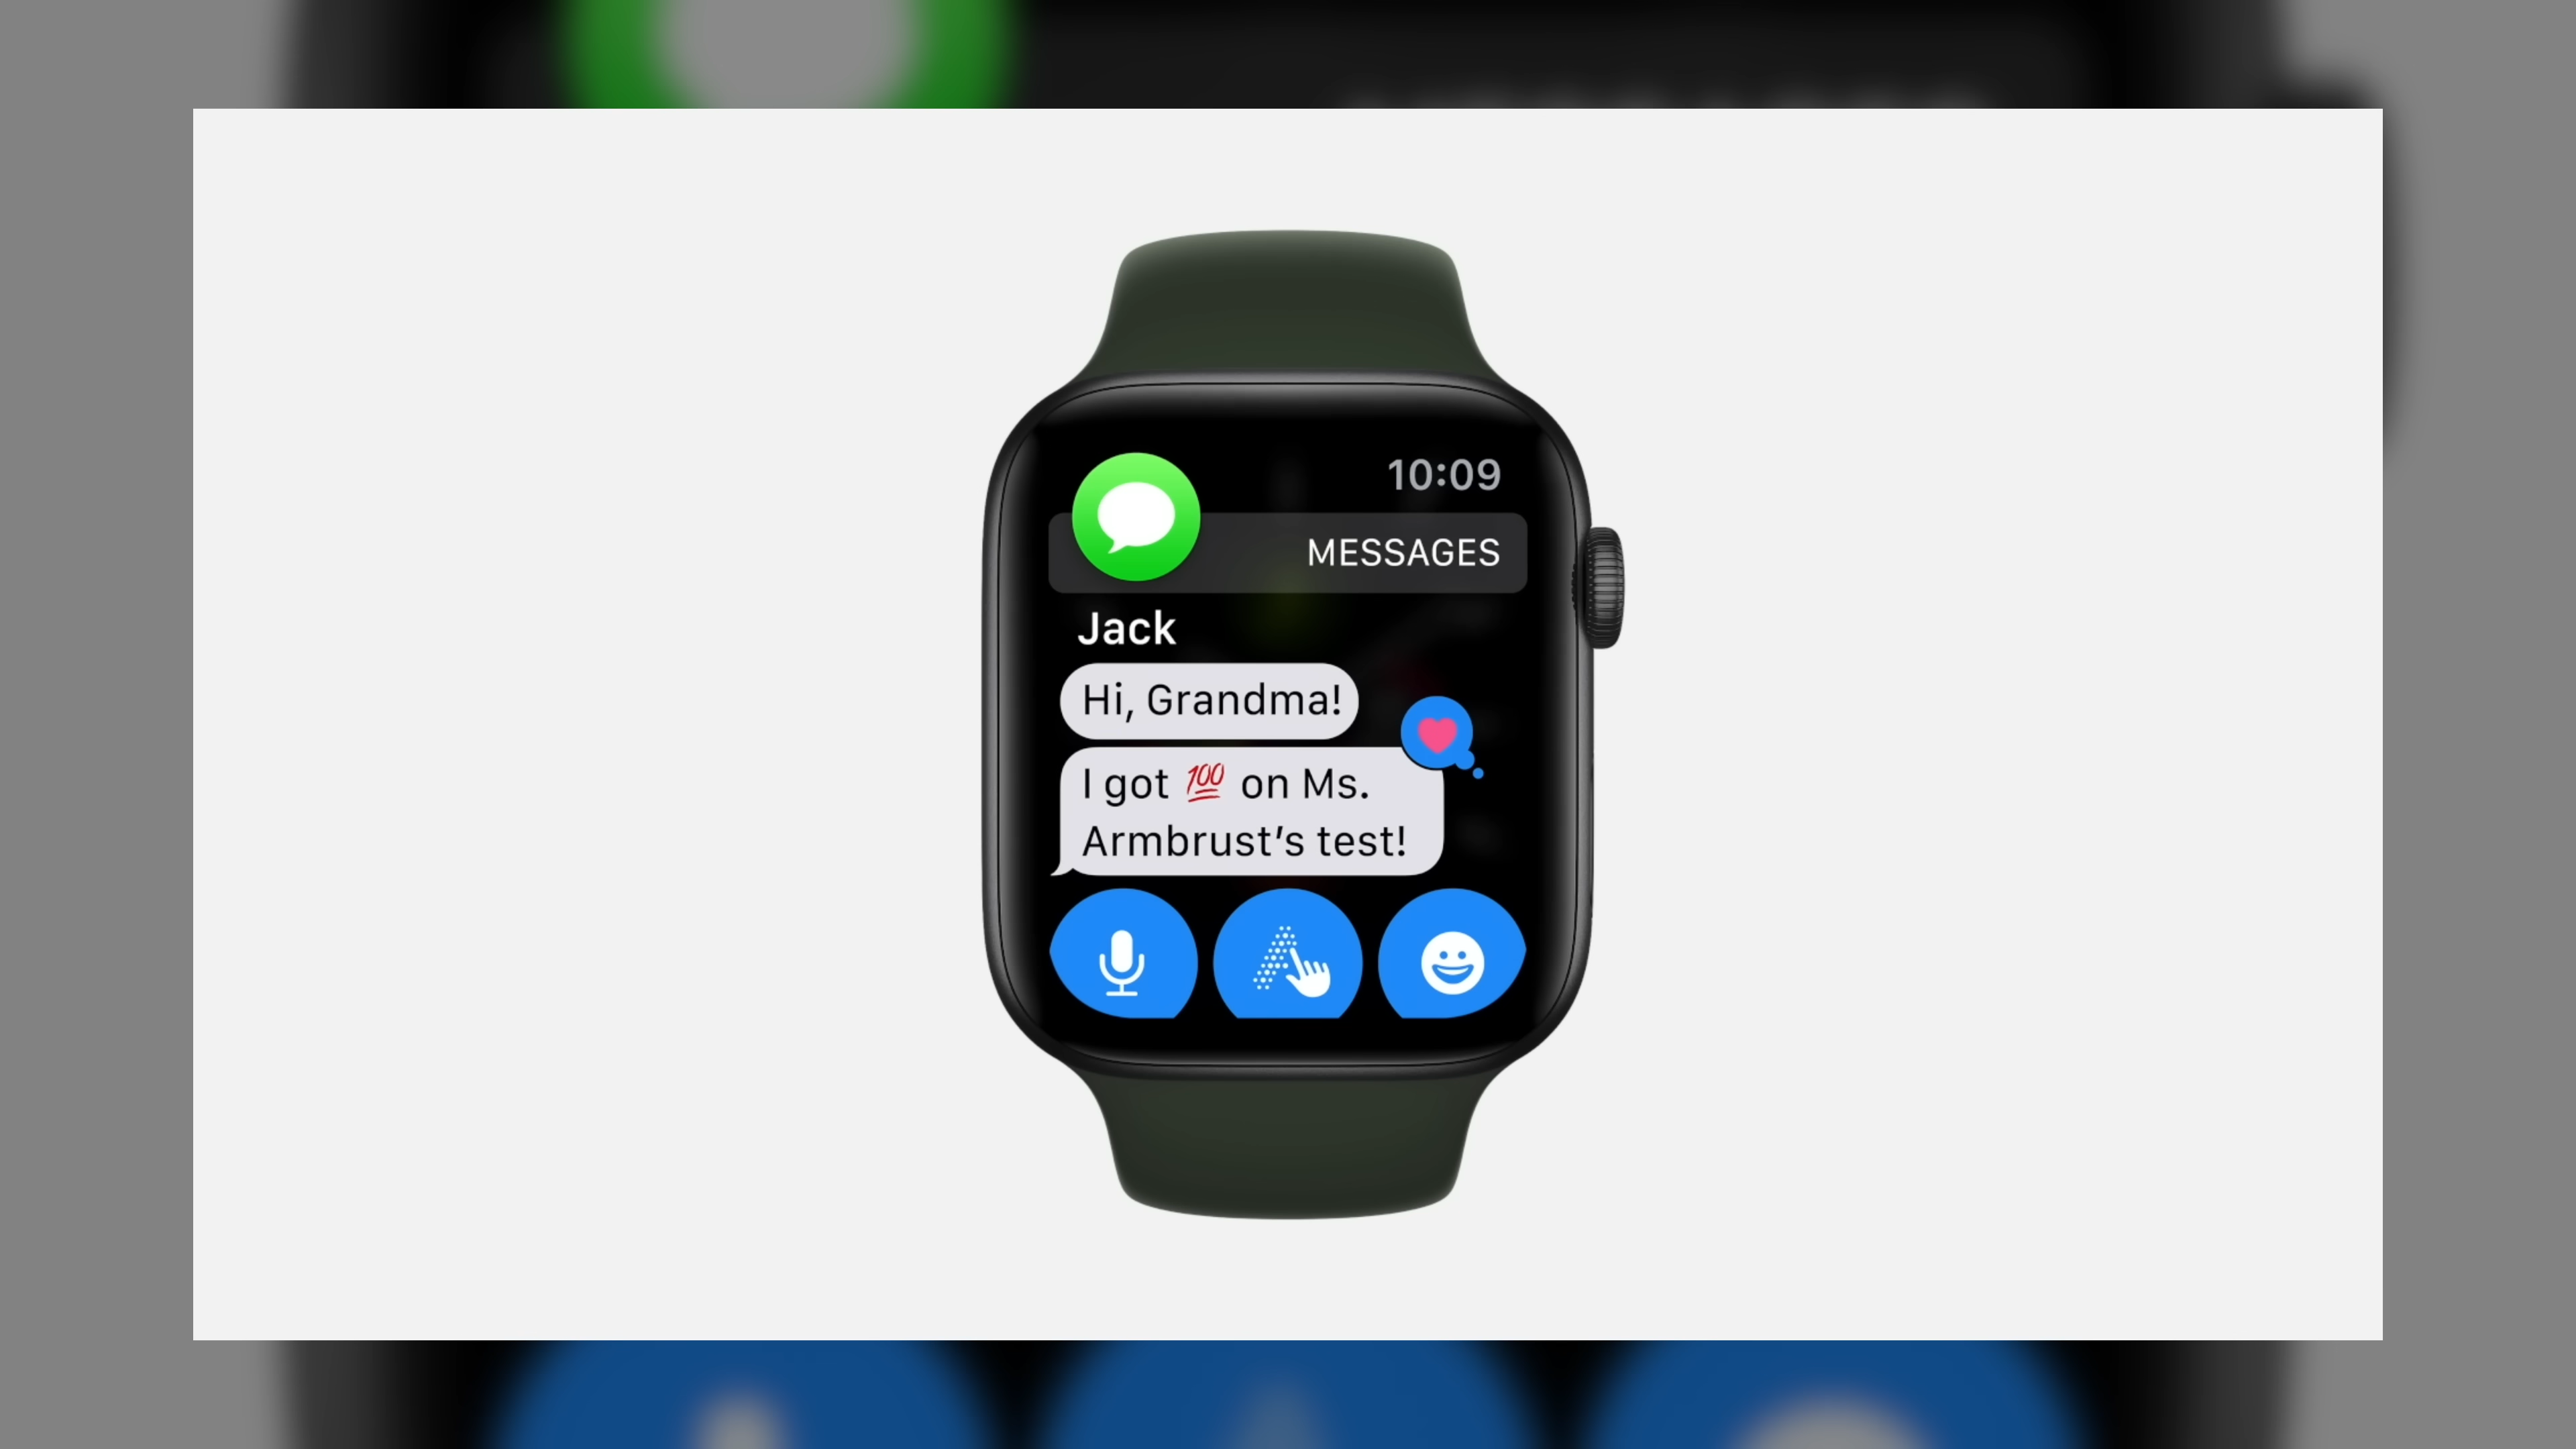 10:09
MESSAGES
Jack
Hi, Grandma!
I got 💯 on Ms.
Armbrust’s test!